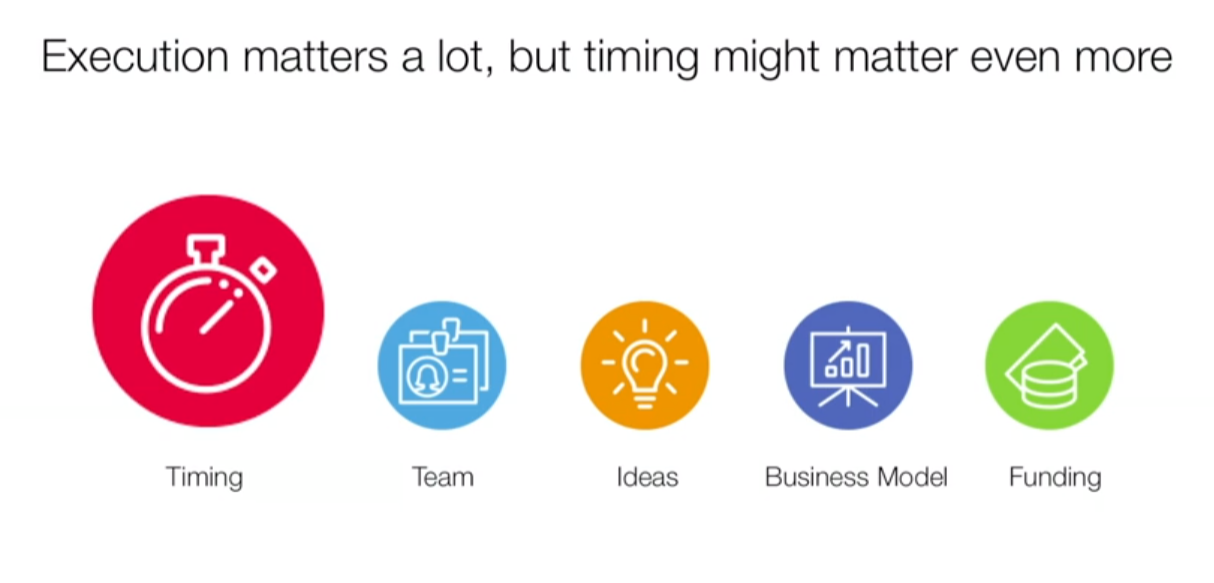 Execution matters a lot, but timing might matter even more
Timing
Team
Ideas
Business Model
Funding